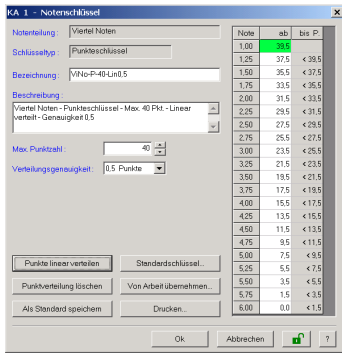 KA 1 - Notenschlüssel
Notenteilung : Viertel Noten
Schlüsseltyp : Punkteschlüssel
Bezeichnung : ViNo-P-40-Lin0,5
Beschreibung :
Viertel Noten - Punkteschlüssel - Max. 40 Pkt. - Linear
verteilt - Genauigkeit 0,5
Max. Punktzahl : 40
Verteilungsgenauigkeit : 0,5 Punkte
Punkte linear verteilen Standardschlüssel...
Punktverteilung löschen Von Arbeit übernehmen...
Als Standard speichern Drucken...
Note ab bis P.
1,00 39,5
1,25 37,5 < 39,5
1,50 35,5 < 37,5
1,75 33,5 < 35,5
2,00 31,5 < 33,5
2,25 29,5 < 31,5
2,50 27,5 < 29,5
2,75 25,5 < 27,5
3,00 23,5 < 25,5
3,25 21,5 < 23,5
3,50 19,5 < 21,5
3,75 17,5 < 19,5
4,00 15,5 < 17,5
4,25 13,5 < 15,5
4,50 11,5 < 13,5
4,75 9,5 < 11,5
5,00 7,5 < 9,5
5,25 5,5 < 7,5
5,50 3,5 < 5,5
5,75 1,5 < 3,5
6,00 0,0 < 1,5
Ok Abbrechen ?